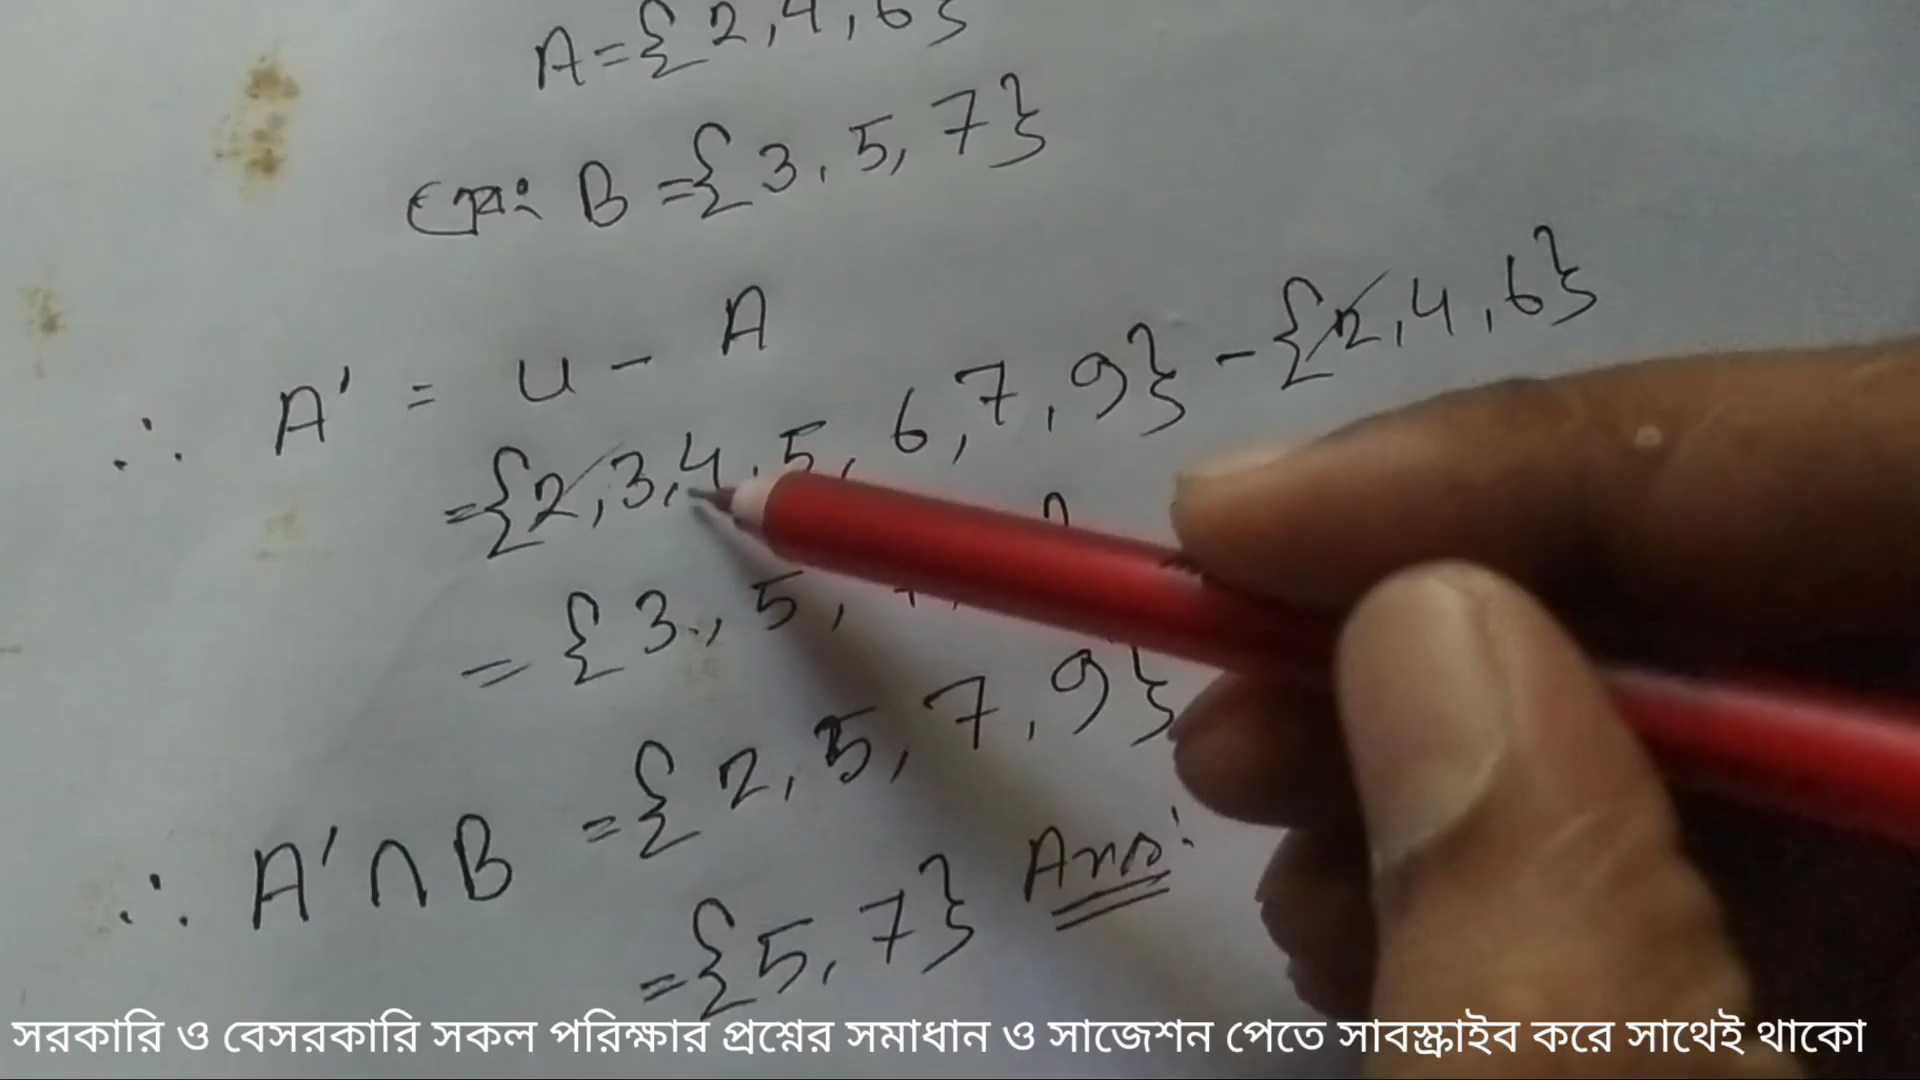 A={2,4,6}
এবং B={3,5,7}
∴ A' = U - A
={2,3,4,5,6,7,9}-{2,4,6}
= {3,5,
={2,5,7,9}
∴ A'∩B
={5,7} Ans:
সরকারি ও বেসরকারি সকল পরিক্ষার প্রশ্নের সমাধান ও সাজেশন পেতে সাবস্ক্রাইব করে সাথেই থাকো